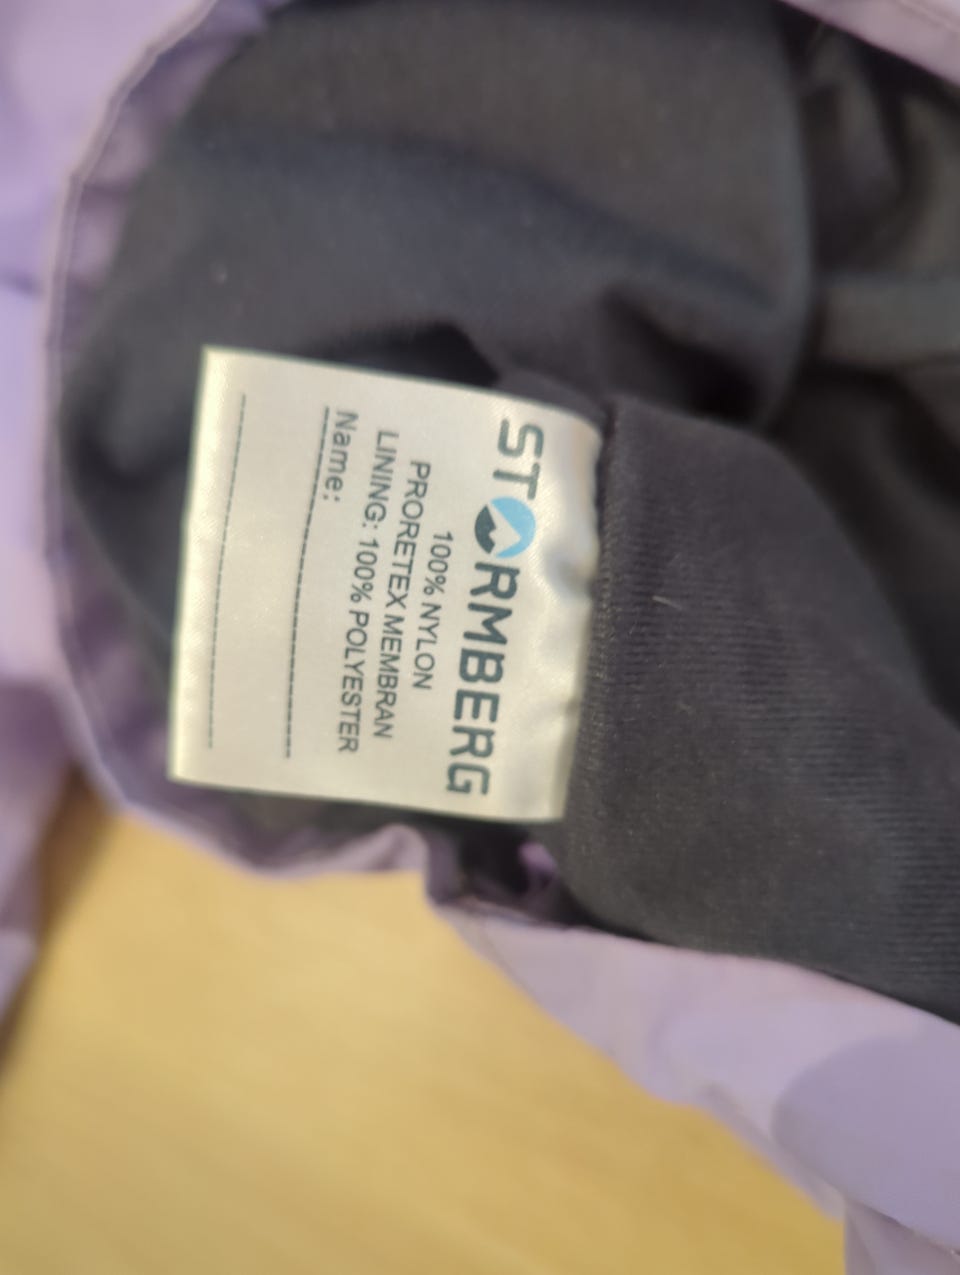 STORMBERG
100% NYLON
PRORETEX MEMBRAN
LINING: 100% POLYESTER
Name: